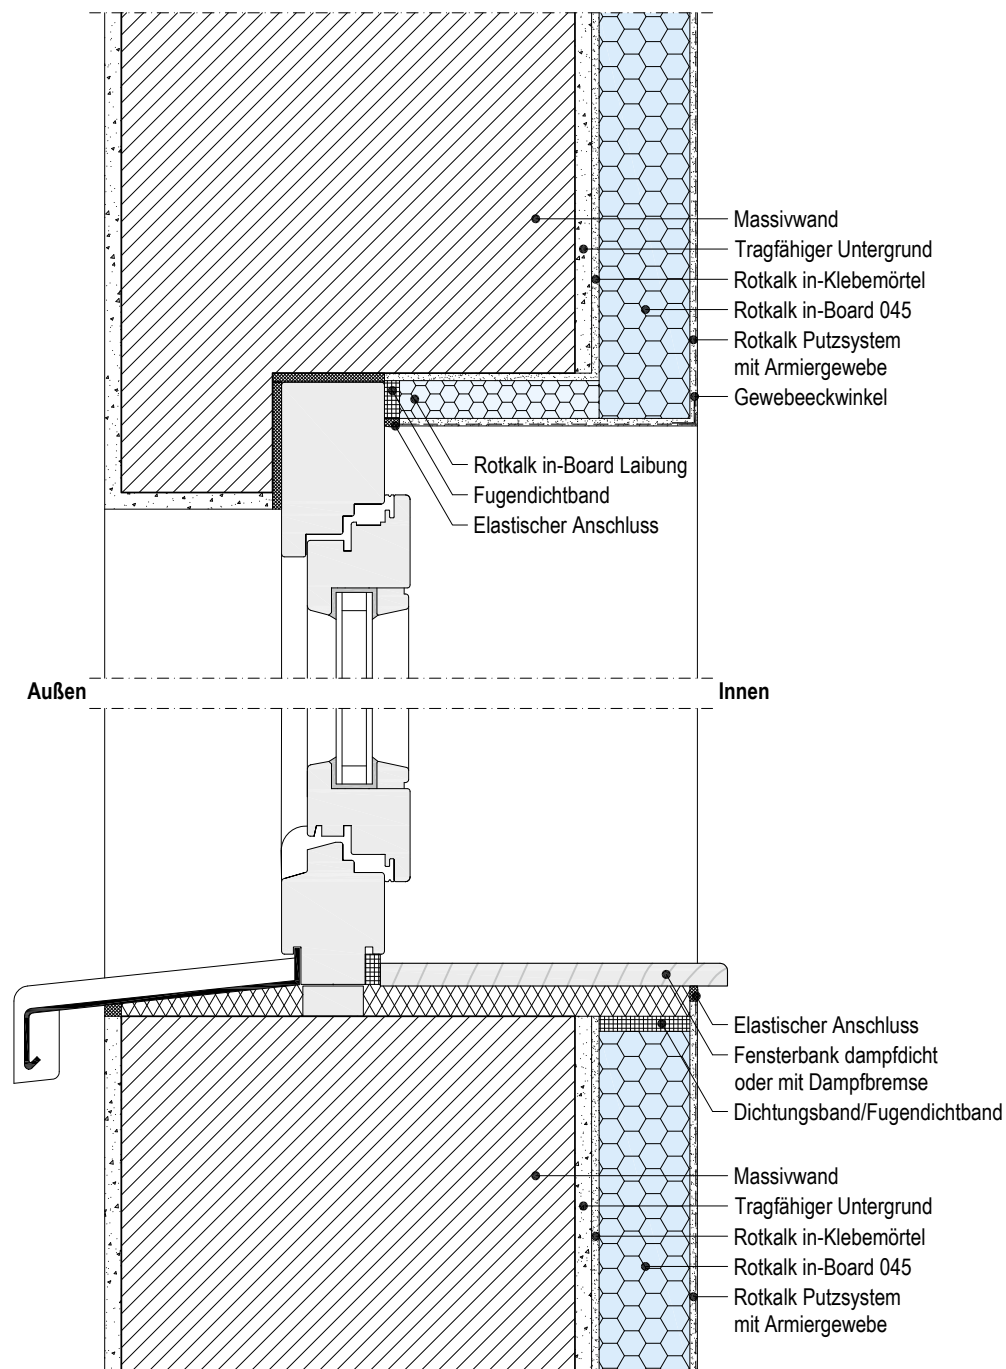 Massivwand
Tragfähiger Untergrund
Rotkalk in-Klebemörtel
Rotkalk in-Board 045
Rotkalk Putzsystem
mit Armiergewebe
Gewebeeckwinkel
Rotkalk in-Board Laibung
Fugendichtband
Elastischer Anschluss
Außen
Innen
Elastischer Anschluss
Fensterbank dampfdicht
oder mit Dampfbremse
Dichtungsband/Fugendichtband
Massivwand
Tragfähiger Untergrund
Rotkalk in-Klebemörtel
Rotkalk in-Board 045
Rotkalk Putzsystem
mit Armiergewebe